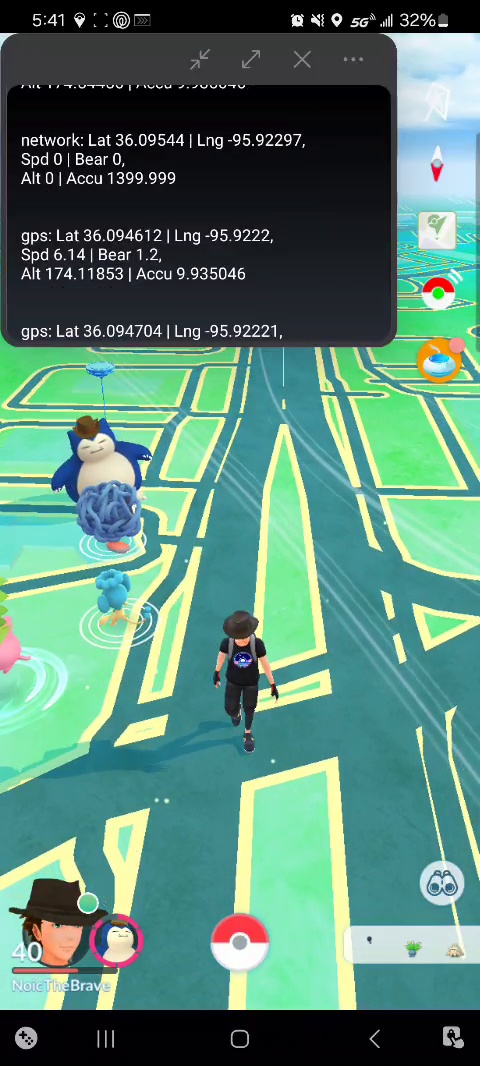 5:41
5G
32%
network: Lat 36.09544 | Lng -95.92297,
Spd 0 | Bear 0,
Alt 0 | Accu 1399.999
gps: Lat 36.094612 | Lng -95.9222,
Spd 6.14 | Bear 1.2,
Alt 174.11853 | Accu 9.935046
gps: Lat 36.094704 | Lng -95.92221,
40
NoicTheBrave